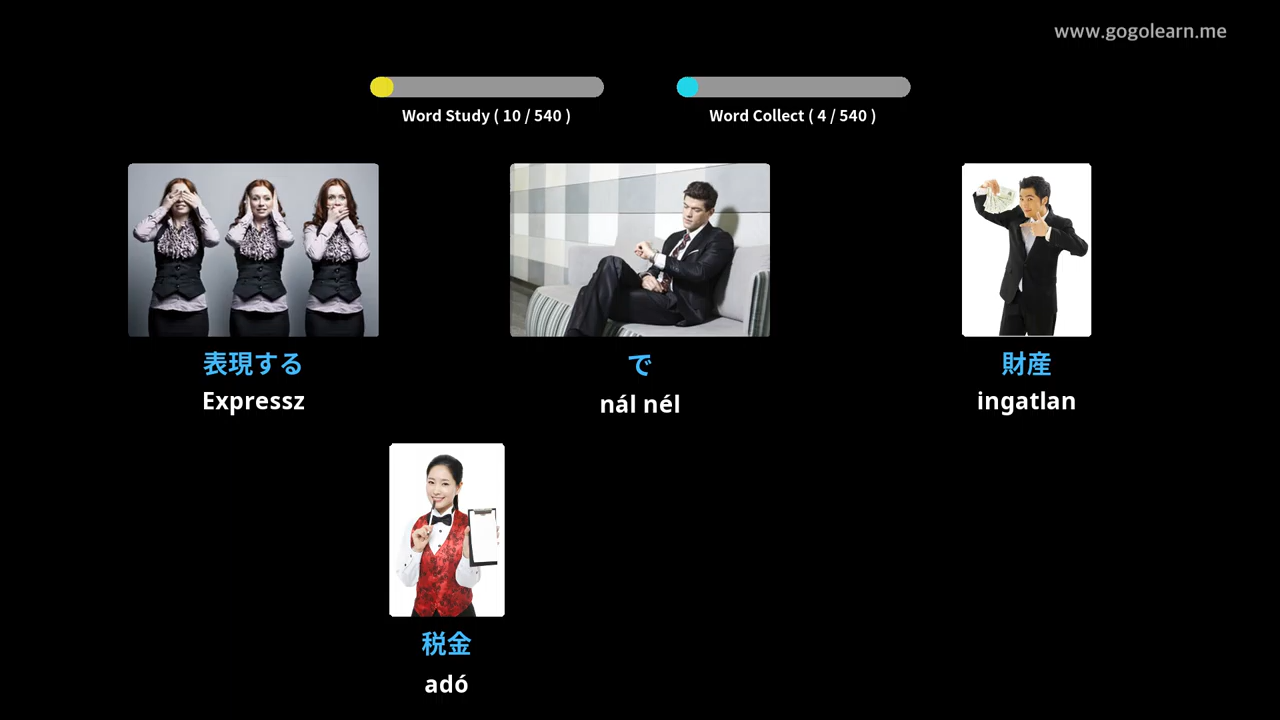 www.gogolearn.me
Word Study ( 10 / 540 )
Word Collect ( 4 / 540 )
表現する
Expressz
で
nál nél
財産
ingatlan
税金
adó